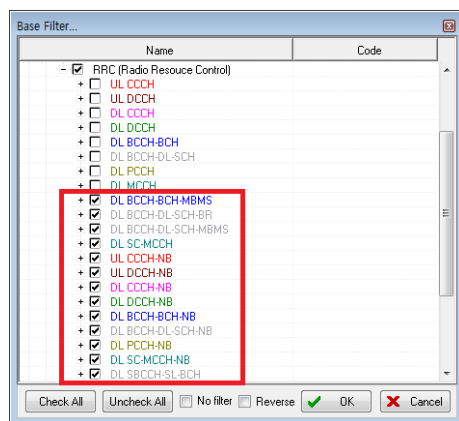 Base Filter...
Name Code
RRC (Radio Resouce Control)
UL CCCH
UL DCCH
DL CCCH
DL DCCH
DL BCCH-BCH
DL BCCH-DL-SCH
DL PCCH
DL MCCH
DL BCCH-BCH-MBMS
DL BCCH-DL-SCH-BR
DL BCCH-DL-SCH-MBMS
DL SC-MCCH
UL CCCH-NB
UL DCCH-NB
DL CCCH-NB
DL DCCH-NB
DL BCCH-BCH-NB
DL BCCH-DL-SCH-NB
DL PCCH-NB
DL SC-MCCH-NB
DL SBCCH-SL-BCH
Check All Uncheck All No filter Reverse OK Cancel